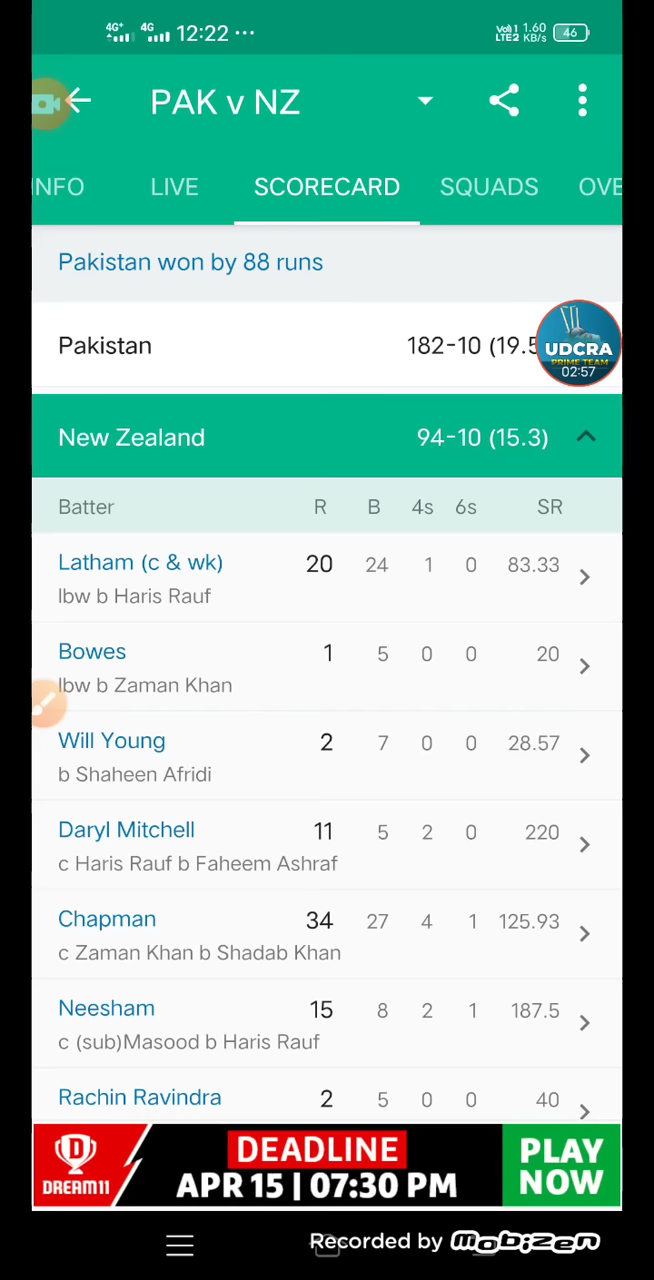 4G+ 4G 12:22 ··· Vol) 1 LTE2 1.60 KB/s 46
PAK v NZ
INFO LIVE SCORECARD SQUADS OVE
Pakistan won by 88 runs
Pakistan 182-10 (19.5
UDCRA
PRIME TEAM
02:57
New Zealand 94-10 (15.3)
Batter R B 4s 6s SR
Latham (c & wk) 20 24 1 0 83.33
lbw b Haris Rauf
Bowes 1 5 0 0 20
lbw b Zaman Khan
Will Young 2 7 0 0 28.57
b Shaheen Afridi
Daryl Mitchell 11 5 2 0 220
c Haris Rauf b Faheem Ashraf
Chapman 34 27 4 1 125.93
c Zaman Khan b Shadab Khan
Neesham 15 8 2 1 187.5
c (sub)Masood b Haris Rauf
Rachin Ravindra 2 5 0 0 40
D
DREAM11
DEADLINE
APR 15 | 07:30 PM
PLAY
NOW
Recorded by mobizen